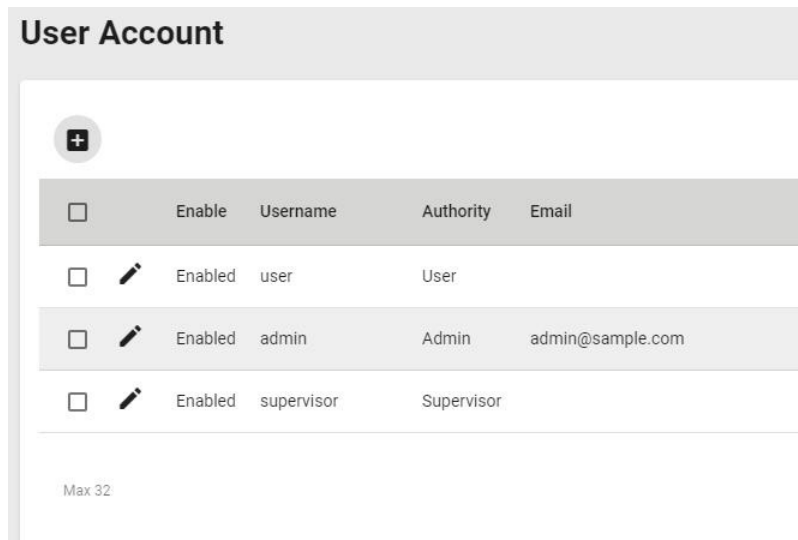 User Account
Enable Username Authority Email
Enabled user User
Enabled admin Admin admin@sample.com
Enabled supervisor Supervisor
Max 32